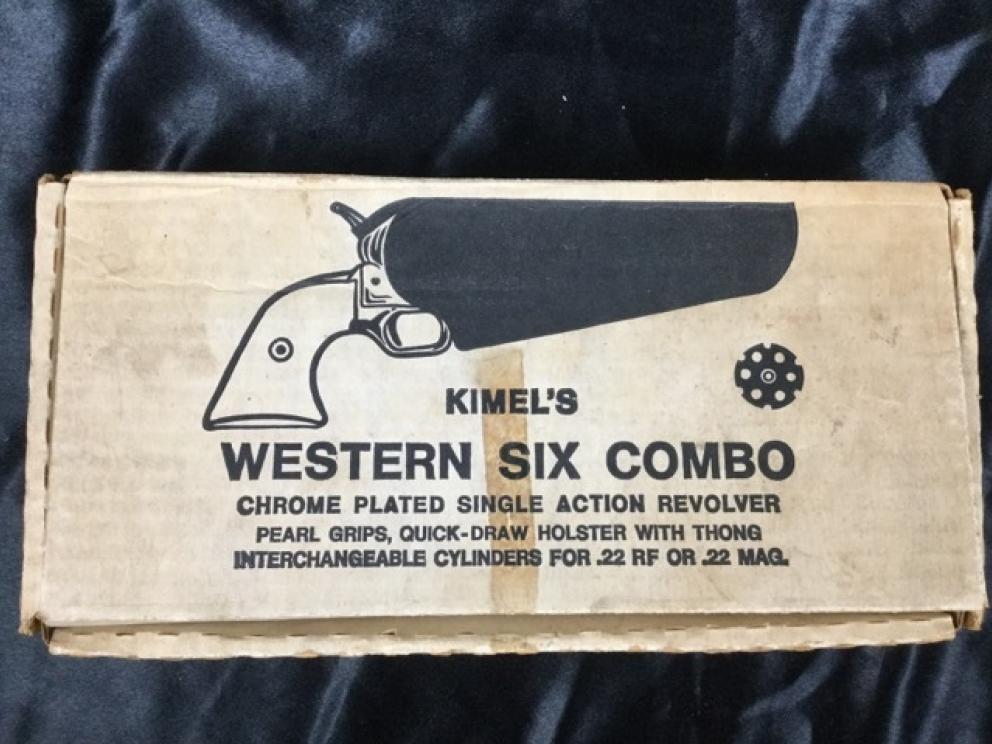 KIMEL'S
WESTERN SIX COMBO
CHROME PLATED SINGLE ACTION REVOLVER
PEARL GRIPS, QUICK-DRAW HOLSTER WITH THONG
INTERCHANGEABLE CYLINDERS FOR .22 RF OR .22 MAG.